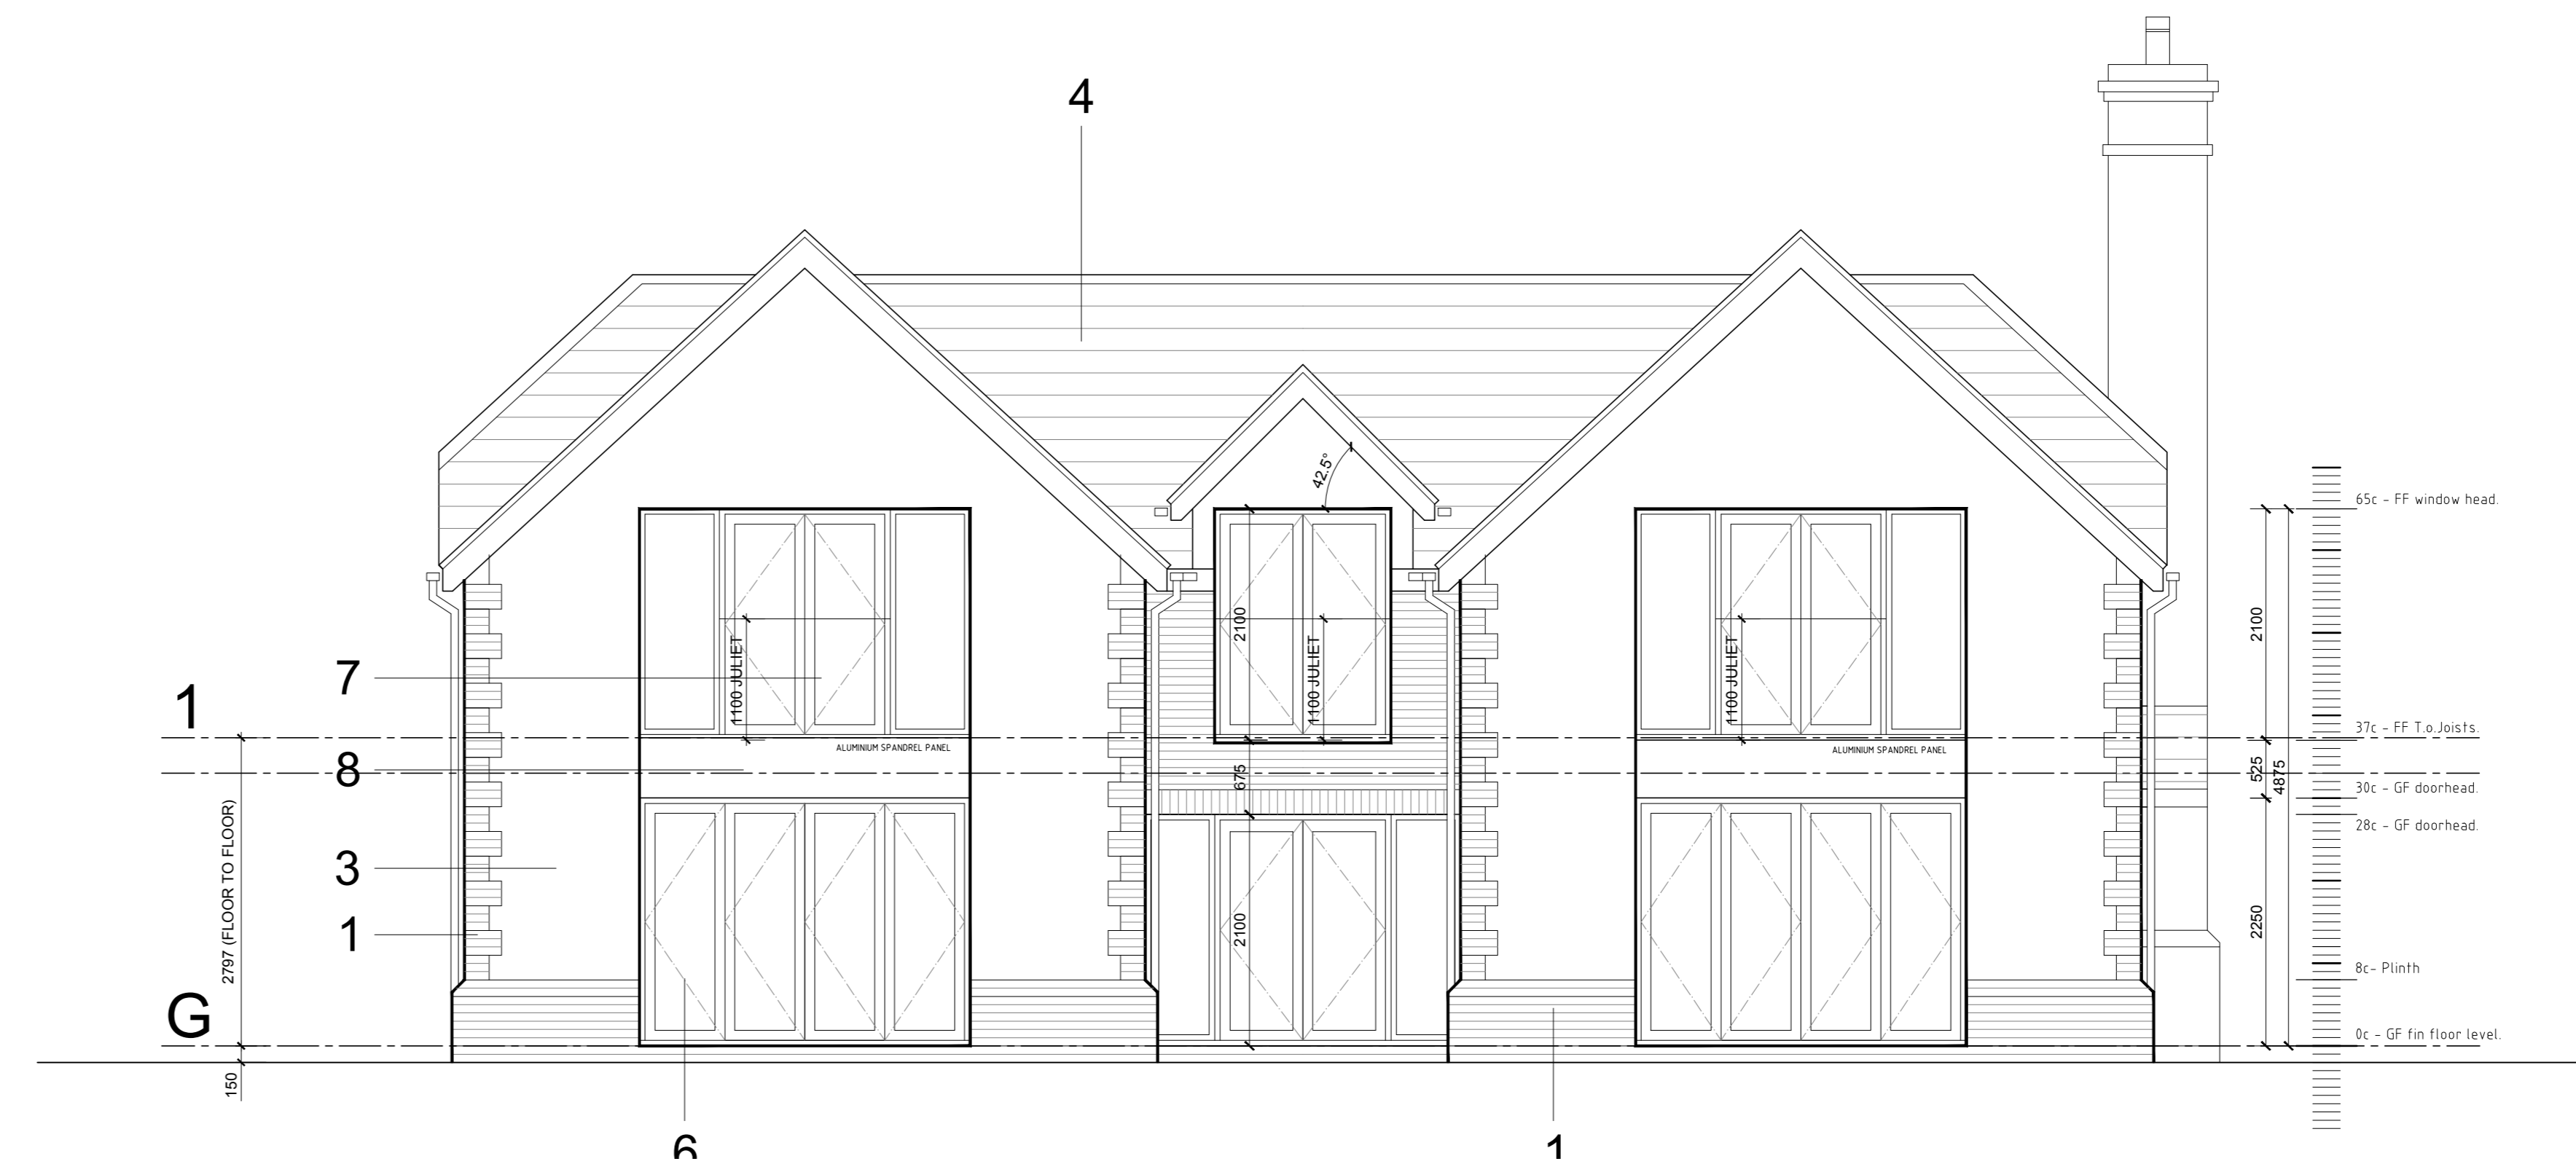 4
42.5°
65c - FF window head.
2100
2100
1100 JULIET
1100 JULIET
1100 JULIET
7
1
37c - FF T.o.Joists.
ALUMINIUM SPANDREL PANEL
ALUMINIUM SPANDREL PANEL
8
675
525
4875
30c - GF doorhead.
28c - GF doorhead.
2797 (FLOOR TO FLOOR)
3
1
2100
2250
8c- Plinth
G
0c - GF fin floor level.
150
6
1